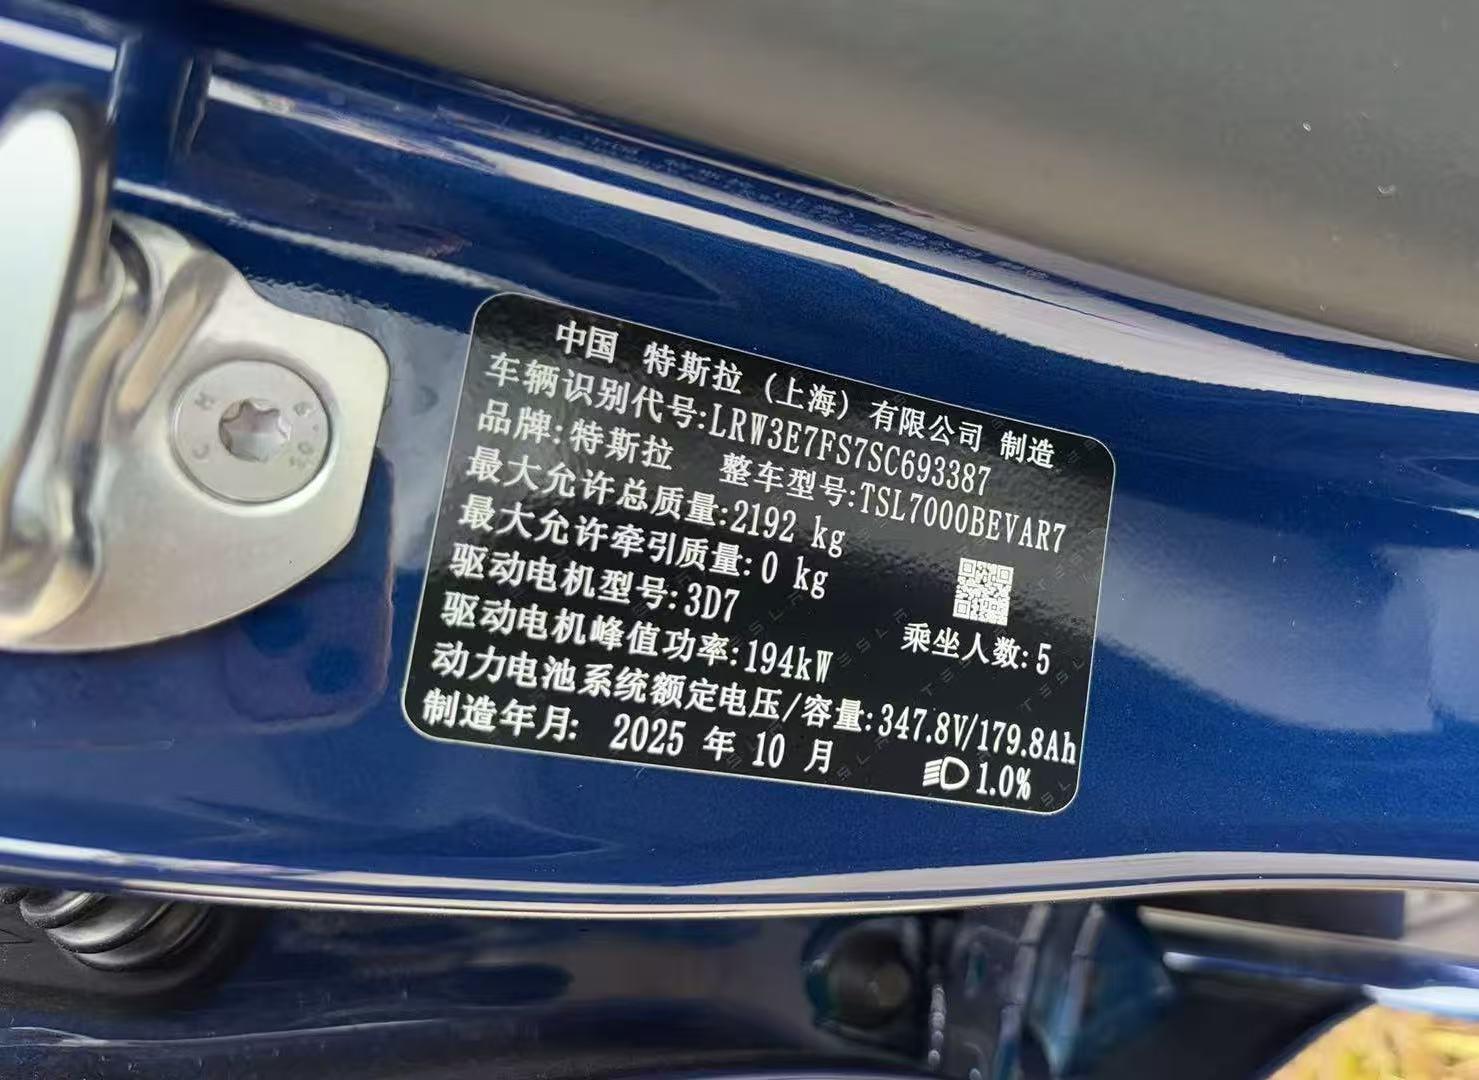 中国 特斯拉(上海)有限公司 制造
车辆识别代号:LRW3E7FS7SC693387
品牌:特斯拉 整车型号:TSL7000BEVAR7
最大允许总质量:2192 kg
最大允许牵引质量:0 kg
驱动电机型号:3D7
乘坐人数:5
驱动电机峰值功率:194kW
动力电池系统额定电压/容量:347.8V/179.8Ah
制造年月: 2025 年 10 月
1.0%